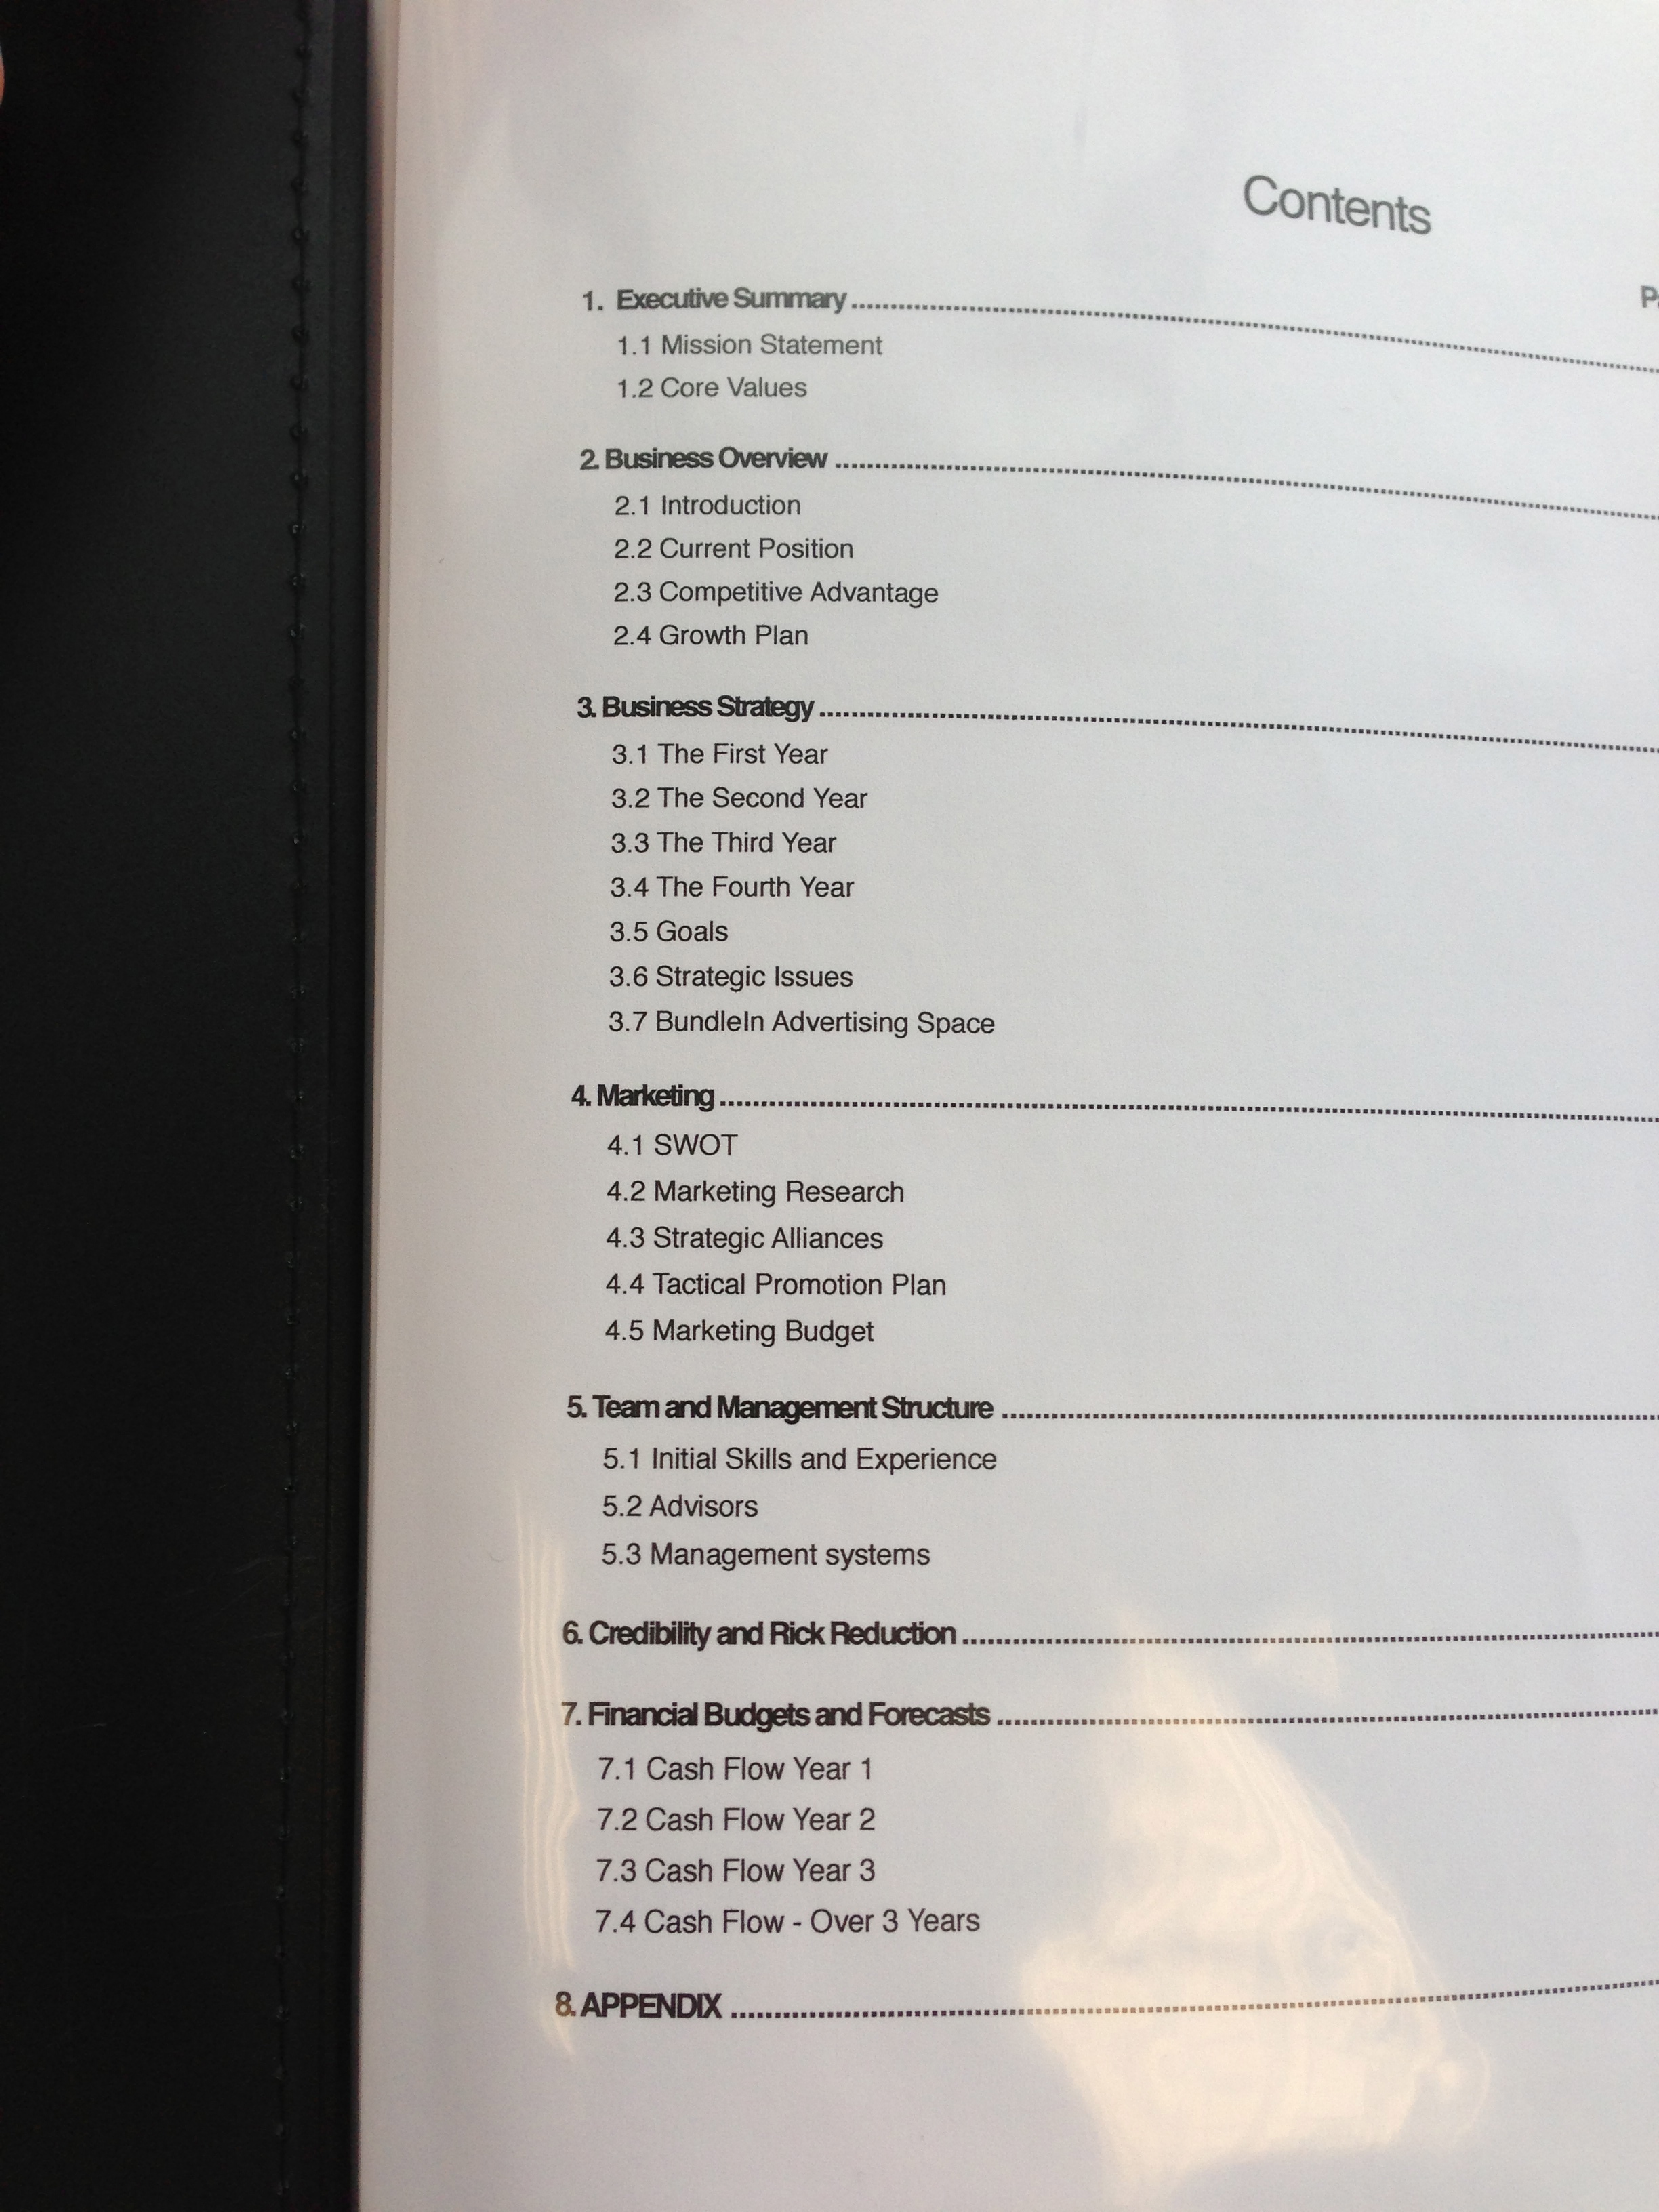 Contents
1. Executive Summary
1.1 Mission Statement
1.2 Core Values
2. Business Overview
2.1 Introduction
2.2 Current Position
2.3 Competitive Advantage
2.4 Growth Plan
3. Business Strategy
3.1 The First Year
3.2 The Second Year
3.3 The Third Year
3.4 The Fourth Year
3.5 Goals
3.6 Strategic Issues
3.7 BundleIn Advertising Space
4. Marketing
4.1 SWOT
4.2 Marketing Research
4.3 Strategic Alliances
4.4 Tactical Promotion Plan
4.5 Marketing Budget
5. Team and Management Structure
5.1 Initial Skills and Experience
5.2 Advisors
5.3 Management systems
6. Credibility and Rick Reduction
7. Financial Budgets and Forecasts
7.1 Cash Flow Year 1
7.2 Cash Flow Year 2
7.3 Cash Flow Year 3
7.4 Cash Flow - Over 3 Years
8. APPENDIX